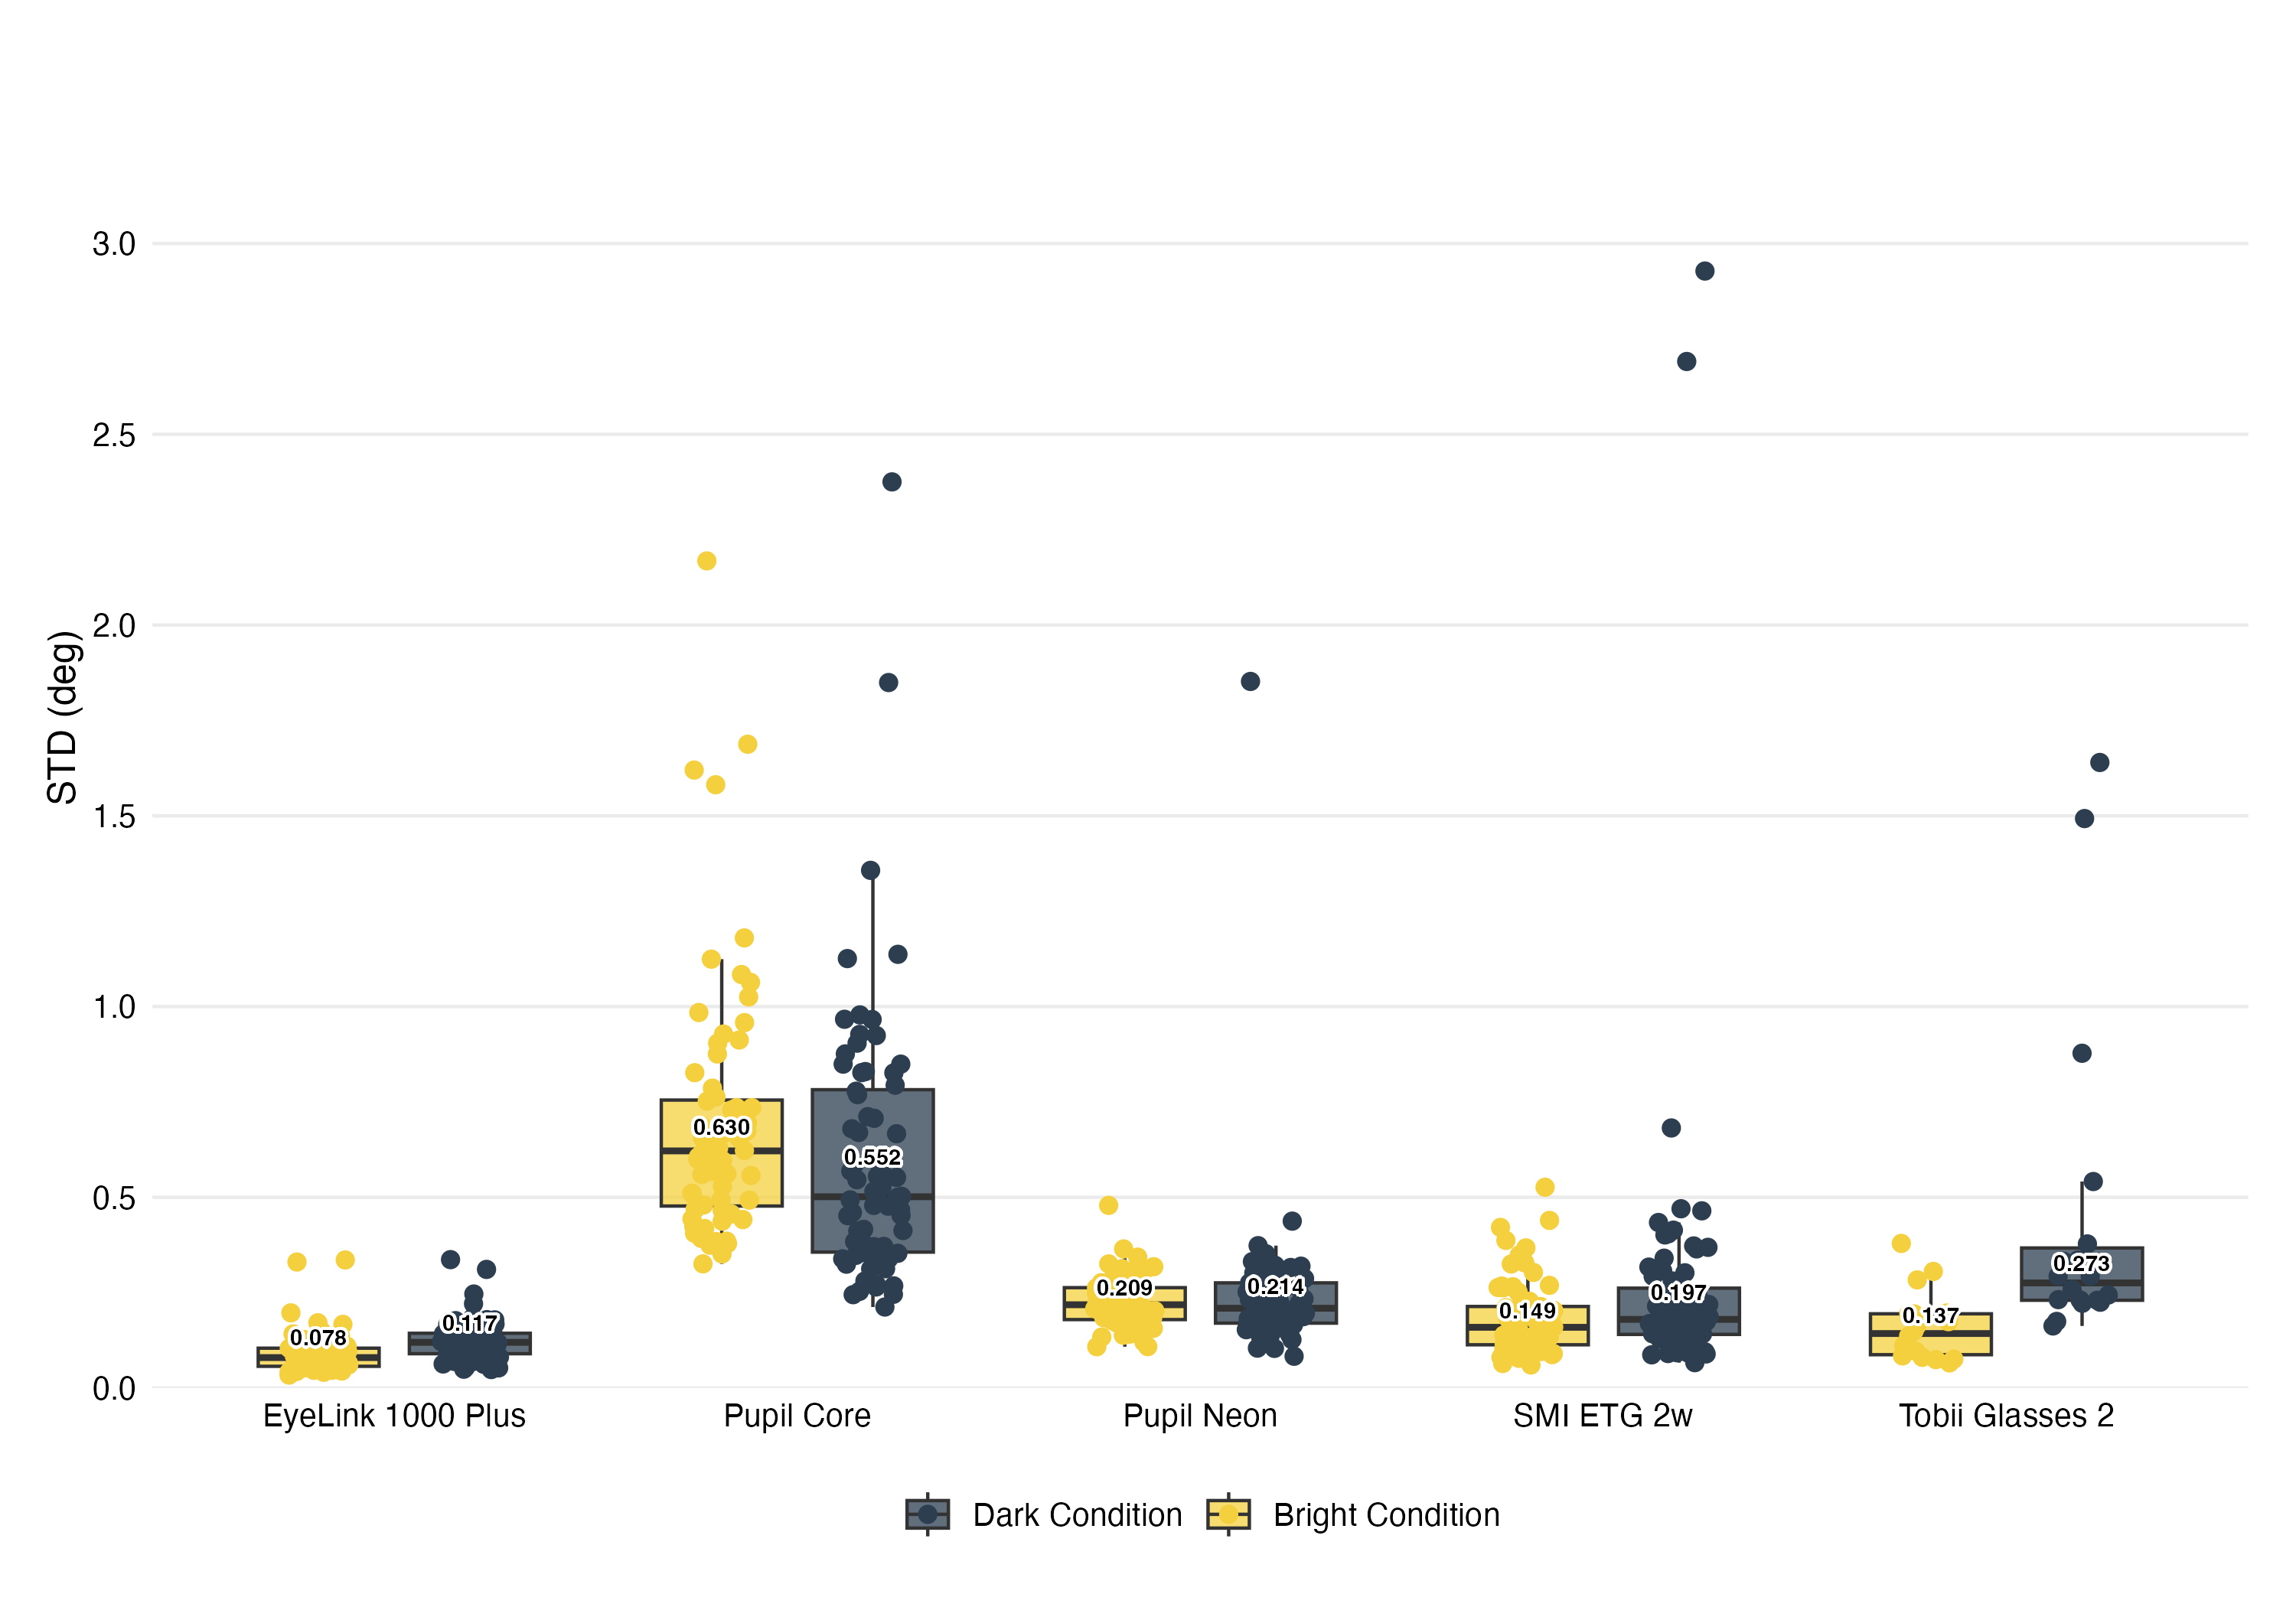 STD (deg)
3.0
2.5
2.0
1.5
1.0
0.5
0.0
0.078
0.117
0.630
0.552
0.209
0.214
0.149
0.197
0.137
0.273
EyeLink 1000 Plus
Pupil Core
Pupil Neon
SMI ETG 2w
Tobii Glasses 2
Dark Condition
Bright Condition